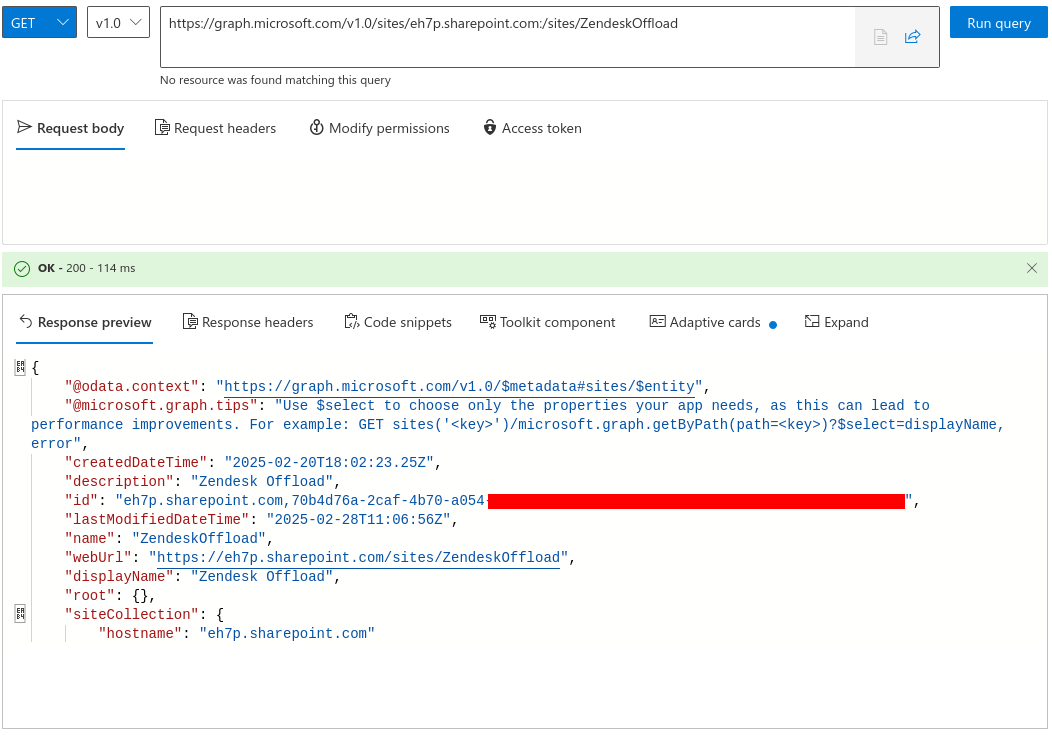 GET
v1.0
https://graph.microsoft.com/v1.0/sites/eh7p.sharepoint.com:/sites/ZendeskOffload
Run query
No resource was found matching this query
Request body
Request headers
Modify permissions
Access token
OK - 200 - 114 ms
Response preview
Response headers
Code snippets
Toolkit component
Adaptive cards
Expand
{
"@odata.context": "https://graph.microsoft.com/v1.0/$metadata#sites/$entity",
"@microsoft.graph.tips": "Use $select to choose only the properties your app needs, as this can lead to
performance improvements. For example: GET sites('<key>')/microsoft.graph.getByPath(path=<key>)?$select=displayName,
error",
"createdDateTime": "2025-02-20T18:02:23.25Z",
"description": "Zendesk Offload",
"id": "eh7p.sharepoint.com,70b4d76a-2caf-4b70-a054-",
"lastModifiedDateTime": "2025-02-28T11:06:56Z",
"name": "ZendeskOffload",
"webUrl": "https://eh7p.sharepoint.com/sites/ZendeskOffload",
"displayName": "Zendesk Offload",
"root": {},
"siteCollection": {
"hostname": "eh7p.sharepoint.com"